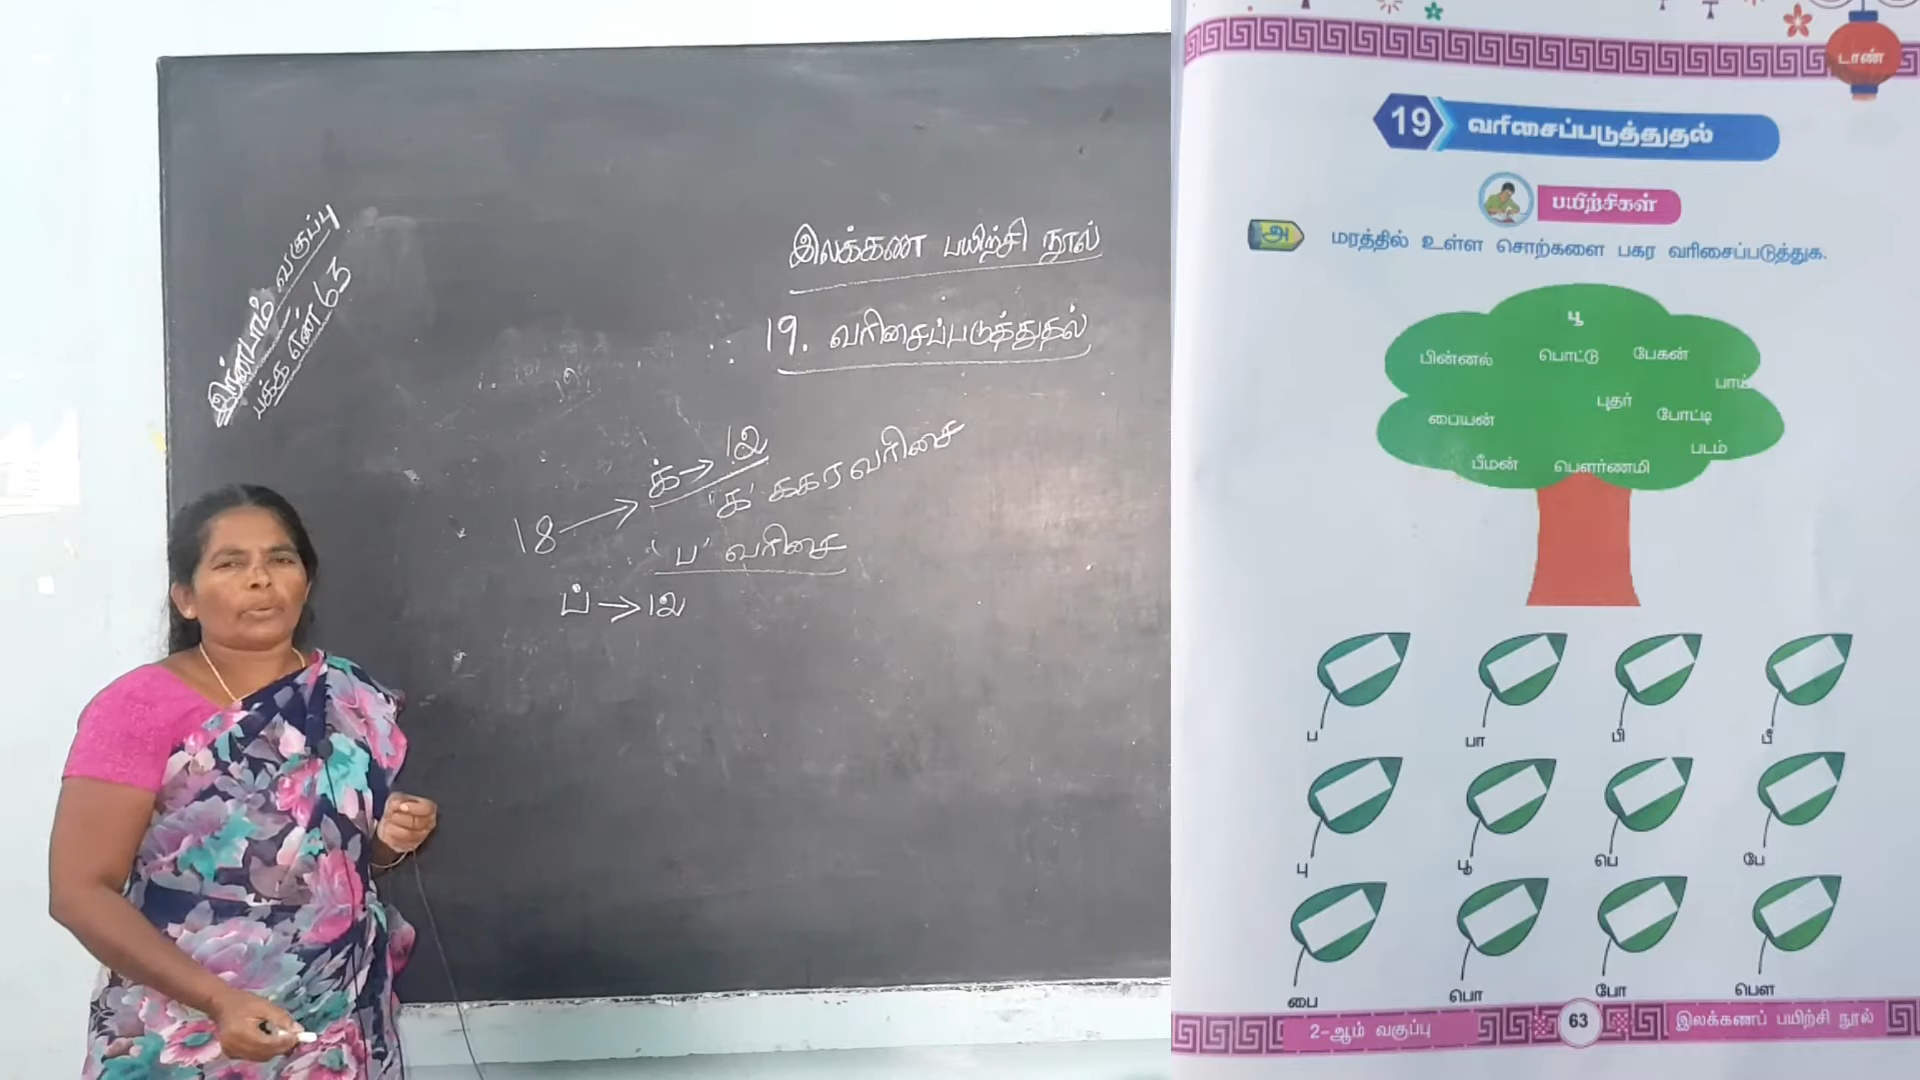 இரண்டாம் வகுப்பு
பக்க எண் 63
இலக்கண பயிற்சி நூல்
19. வரிசைப்படுத்துதல்
18 → க் → 12
'க' ககர வரிசை
'ப' வரிசை
ப் → 12
டாண்
19 வரிசைப்படுத்துதல்
பயிற்சிகள்
அ மரத்தில் உள்ள சொற்களை பகர வரிசைப்படுத்துக.
பூ
பின்னல் பொட்டு பேகன்
பாய்
புதர்
பையன் போட்டி
படம்
பீமன் பௌர்ணமி
ப பா பி பீ
பு பூ பெ பே
பை பொ போ பௌ
2-ஆம் வகுப்பு 63 இலக்கணப் பயிற்சி நூல்